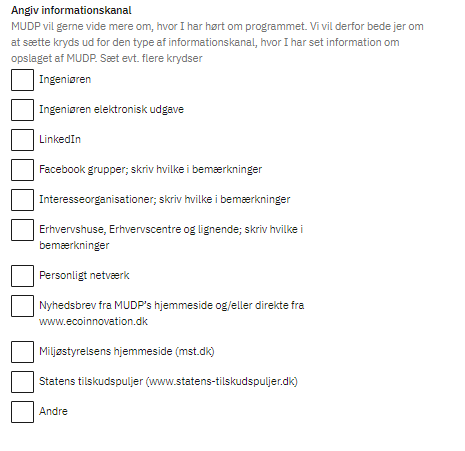 Angiv informationskanal
MUDP vil gerne vide mere om, hvor I har hørt om programmet. Vi vil derfor bede jer om
at sætte kryds ud for den type af informationskanal, hvor I har set information om
opslaget af MUDP. Sæt evt. flere krydser
Ingeniøren
Ingeniøren elektronisk udgave
LinkedIn
Facebook grupper; skriv hvilke i bemærkninger
Interesseorganisationer; skriv hvilke i bemærkninger
Erhvervshuse, Erhvervscentre og lignende; skriv hvilke i
bemærkninger
Personligt netværk
Nyhedsbrev fra MUDP's hjemmeside og/eller direkte fra
www.ecoinnovation.dk
Miljøstyrelsens hjemmeside (mst.dk)
Statens tilskudspuljer (www.statens-tilskudspuljer.dk)
Andre